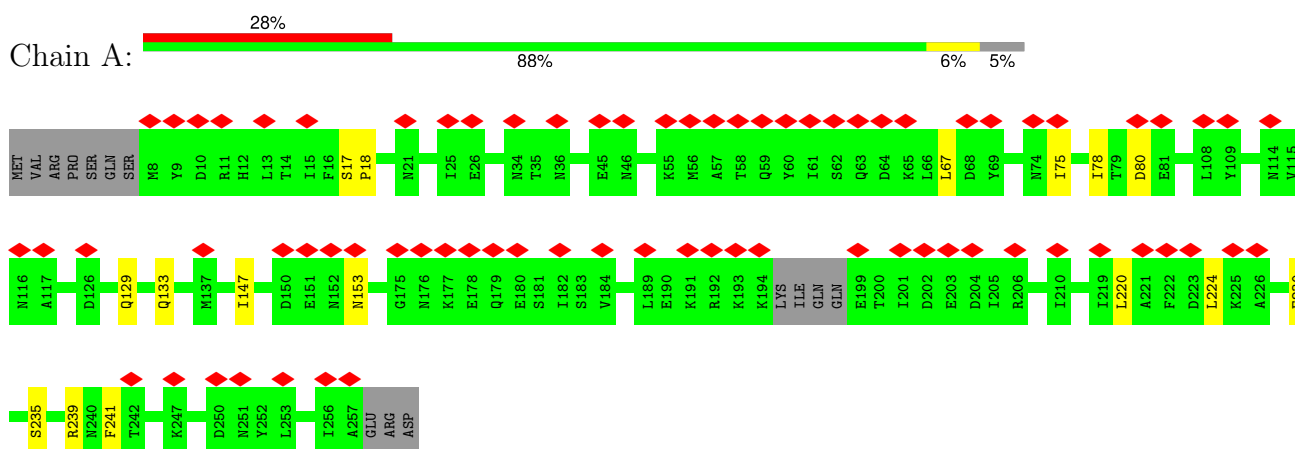 28%
Chain A:
88% 6% 5%
MET VAL ARG PRO SER GLN SER M8 Y9 D10 R11 H12 L13 T14 I15 F16 S17 P18 N21 I25 E26 N34 T35 N36 E45 N46 K55 M56 A57 T58 Q59 Y60 I61 S62 Q63 D64 K65 L66 L67 D68 Y69 N74 I75 I78 T79 D80 E81 L108 Y109 N114 V115
N116 A117 D126 Q129 Q133 M137 I147 D150 E151 N152 N153 G175 N176 K177 E178 Q179 E180 S181 I182 S183 V184 L189 E190 K191 R192 K193 K194 LYS ILE GLN GLN E199 T200 I201 D202 E203 D204 I205 R206 I210 I219 L220 A221 F222 D223 L224 K225 A226
S235 R239 N240 F241 T242 K247 D250 N251 Y252 L253 I256 A257 GLU ARG ASP